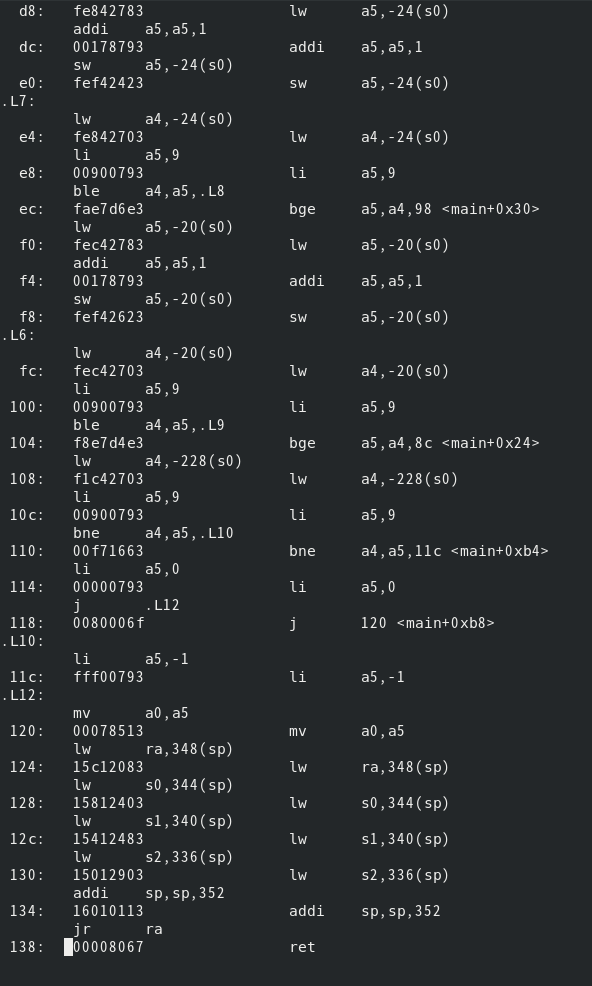 d8: fe842783 lw a5,-24(s0)
addi a5,a5,1
dc: 00178793 addi a5,a5,1
sw a5,-24(s0)
e0: fef42423 sw a5,-24(s0)
.L7:
lw a4,-24(s0)
e4: fe842703 lw a4,-24(s0)
li a5,9
e8: 00900793 li a5,9
ble a4,a5,.L8
ec: fae7d6e3 bge a5,a4,98 <main+0x30>
lw a5,-20(s0)
f0: fec42783 lw a5,-20(s0)
addi a5,a5,1
f4: 00178793 addi a5,a5,1
sw a5,-20(s0)
f8: fef42623 sw a5,-20(s0)
.L6:
lw a4,-20(s0)
fc: fec42703 lw a4,-20(s0)
li a5,9
100: 00900793 li a5,9
ble a4,a5,.L9
104: f8e7d4e3 bge a5,a4,8c <main+0x24>
lw a4,-228(s0)
108: f1c42703 lw a4,-228(s0)
li a5,9
10c: 00900793 li a5,9
bne a4,a5,.L10
110: 00f71663 bne a4,a5,11c <main+0xb4>
li a5,0
114: 00000793 li a5,0
j .L12
118: 0080006f j 120 <main+0xb8>
.L10:
li a5,-1
11c: fff00793 li a5,-1
.L12:
mv a0,a5
120: 00078513 mv a0,a5
lw ra,348(sp)
124: 15c12083 lw ra,348(sp)
lw s0,344(sp)
128: 15812403 lw s0,344(sp)
lw s1,340(sp)
12c: 15412483 lw s1,340(sp)
lw s2,336(sp)
130: 15012903 lw s2,336(sp)
addi sp,sp,352
134: 16010113 addi sp,sp,352
jr ra
138: 00008067 ret